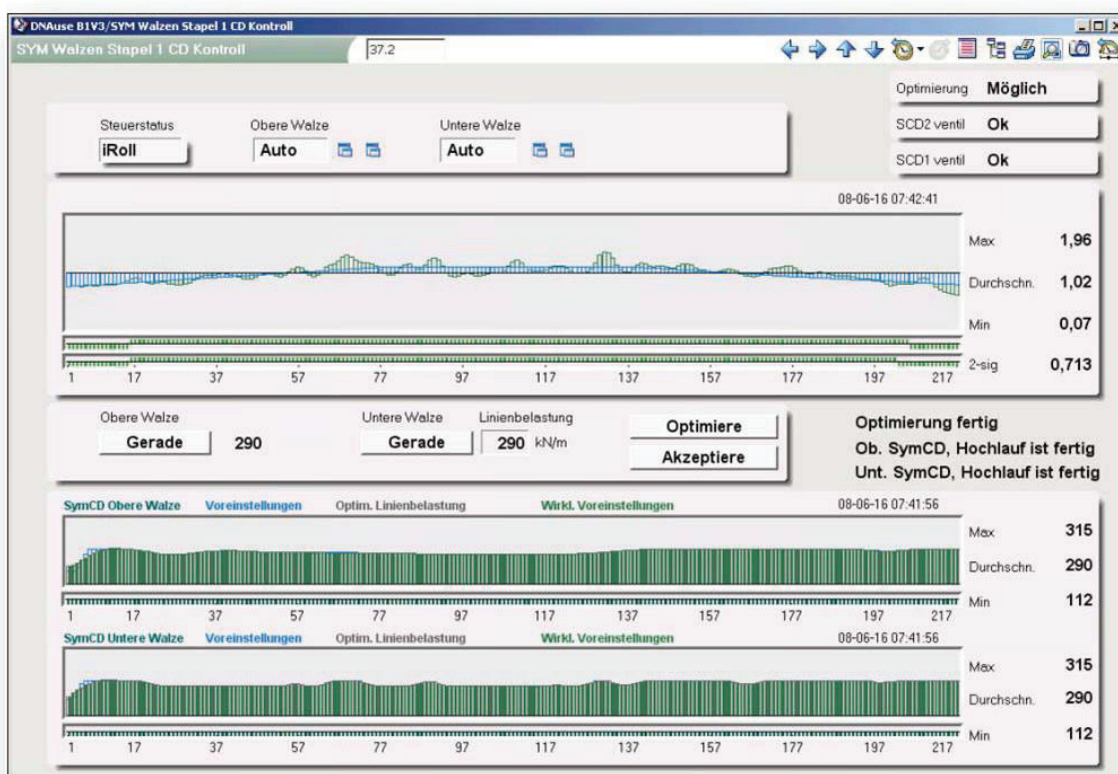 DNAuse B1V3/SYM Walzen Stapel 1 CD Kontroll
SYM Walzen Stapel 1 CD Kontroll 37.2
Optimierung Möglich
Steuerstatus Obere Walze Untere Walze
SCD2 ventil Ok
iRoll Auto Auto
SCD1 ventil Ok
08-06-16 07:42:41
Max 1,96
Durchschn. 1,02
Min 0,07
2-sig 0,713
1 17 37 57 77 97 117 137 157 177 197 217
Obere Walze Untere Walze Linienbelastung
Gerade 290 Gerade 290 kN/m
Optimiere
Akzeptiere
Optimierung fertig
Ob. SymCD, Hochlauf ist fertig
Unt. SymCD, Hochlauf ist fertig
SymCD Obere Walze Voreinstellungen Optim. Linienbelastung Wirkl. Voreinstellungen 08-06-16 07:41:56
Max 315
Durchschn. 290
Min 112
1 17 37 57 77 97 117 137 157 177 197 217
SymCD Untere Walze Voreinstellungen Optim. Linienbelastung Wirkl. Voreinstellungen 08-06-16 07:41:56
Max 315
Durchschn. 290
Min 112
1 17 37 57 77 97 117 137 157 177 197 217